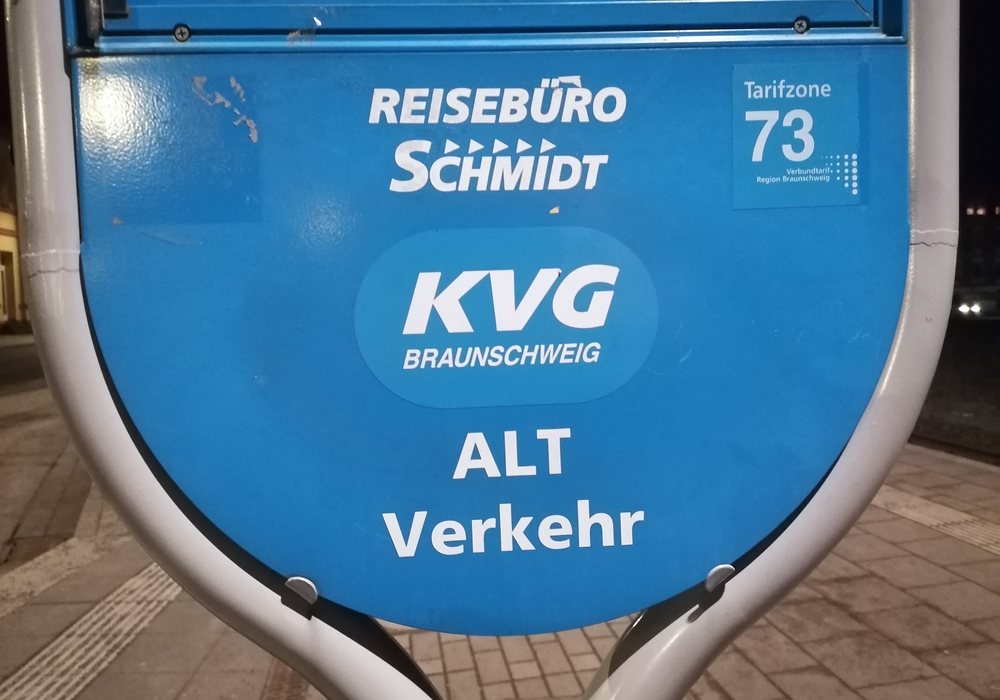 REISEBÜRO
SCHMIDT
Tarifzone
73
Verbundtarif
Region Braunschweig
KVG
BRAUNSCHWEIG
ALT
Verkehr